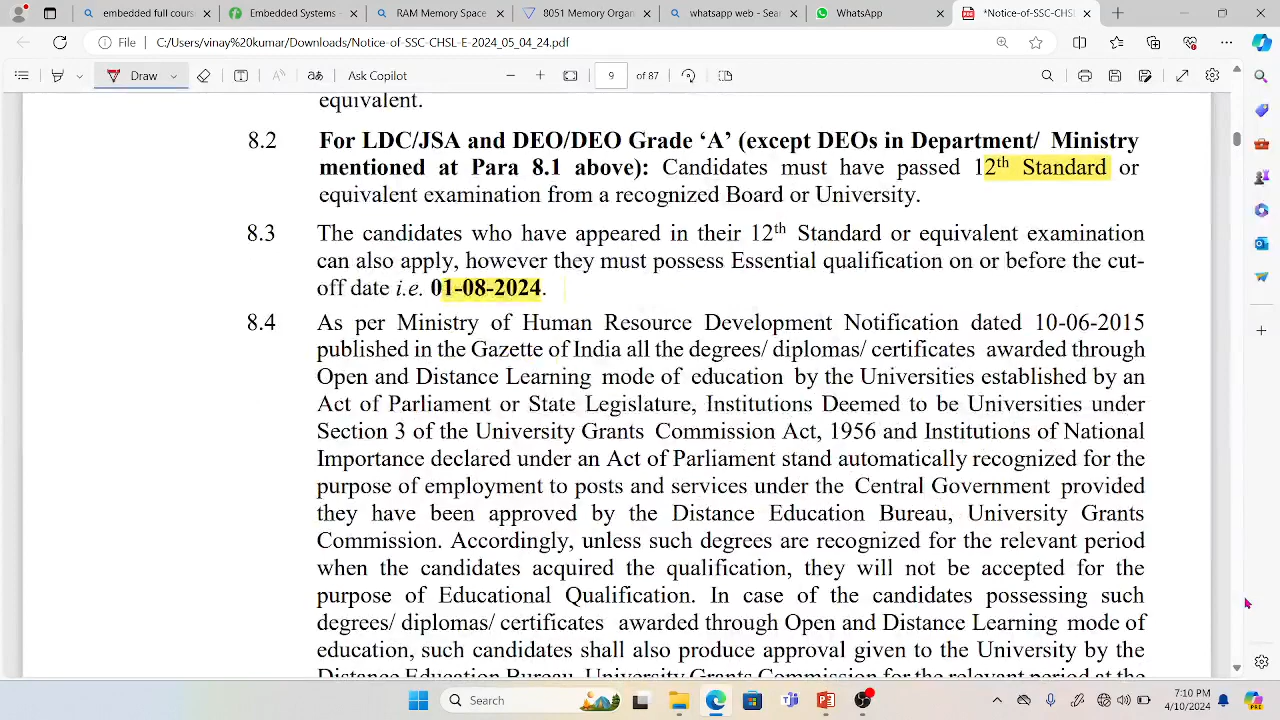 embedded full cours
Embedded Systems -
RAM Memory Space
8051 Memory Organ
whatsapp web - Sear
WhatsApp
*Notice-of-SSC-CHSL-
File
C:/Users/vinay%20kumar/Downloads/Notice-of-SSC-CHSL-E-2024_05_04_24.pdf
Draw
Ask Copilot
9 of 87
equivalent.
8.2 For LDC/JSA and DEO/DEO Grade ‘A’ (except DEOs in Department/ Ministry
mentioned at Para 8.1 above): Candidates must have passed 12th Standard or
equivalent examination from a recognized Board or University.
8.3 The candidates who have appeared in their 12th Standard or equivalent examination
can also apply, however they must possess Essential qualification on or before the cut-
off date i.e. 01-08-2024.
8.4 As per Ministry of Human Resource Development Notification dated 10-06-2015
published in the Gazette of India all the degrees/ diplomas/ certificates awarded through
Open and Distance Learning mode of education by the Universities established by an
Act of Parliament or State Legislature, Institutions Deemed to be Universities under
Section 3 of the University Grants Commission Act, 1956 and Institutions of National
Importance declared under an Act of Parliament stand automatically recognized for the
purpose of employment to posts and services under the Central Government provided
they have been approved by the Distance Education Bureau, University Grants
Commission. Accordingly, unless such degrees are recognized for the relevant period
when the candidates acquired the qualification, they will not be accepted for the
purpose of Educational Qualification. In case of the candidates possessing such
degrees/ diplomas/ certificates awarded through Open and Distance Learning mode of
education, such candidates shall also produce approval given to the University by the
Distance Education Bureau, University Grants Commission for the relevant period at the
Search
7:10 PM
4/10/2024